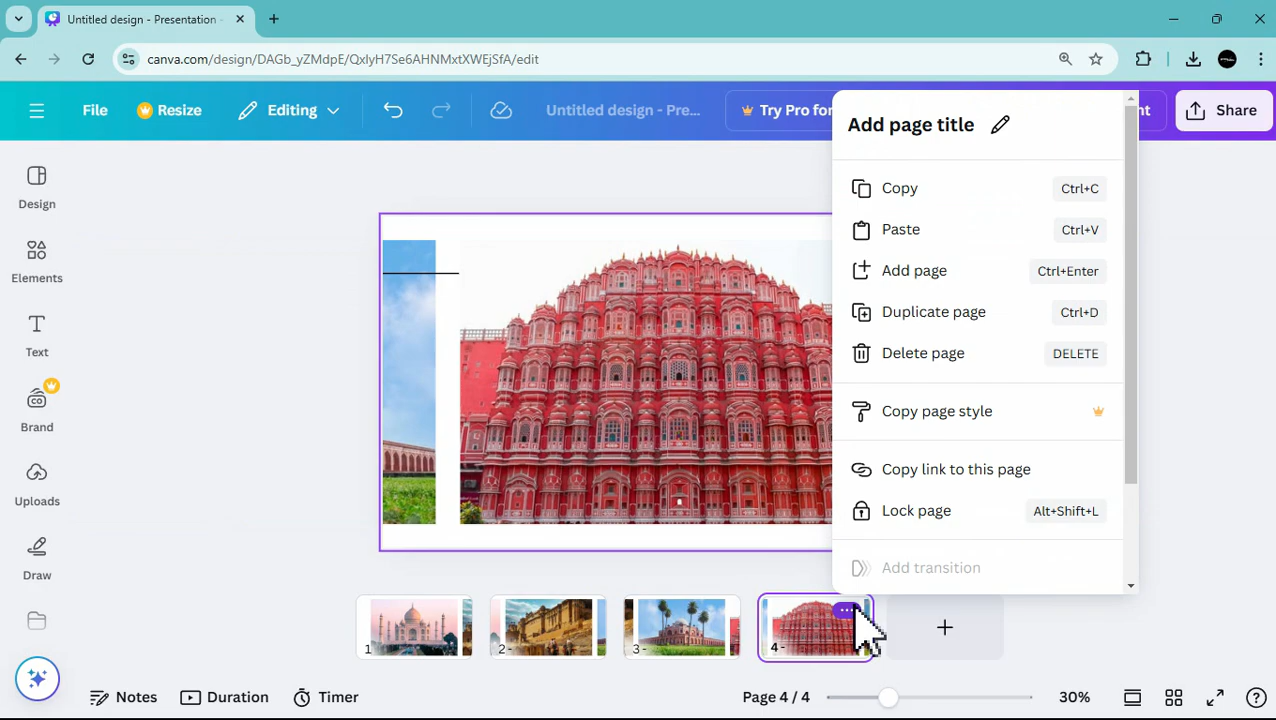 Untitled design - Presentation
canva.com/design/DAGb_yZMdpE/QxlyH7Se6AHNMxtXWEjSfA/edit
File
Resize
Editing
Untitled design - Pre...
Try Pro for
nt
Share
Add page title
Copy Ctrl+C
Paste Ctrl+V
Add page Ctrl+Enter
Duplicate page Ctrl+D
Delete page DELETE
Copy page style
Copy link to this page
Lock page Alt+Shift+L
Add transition
Design
Elements
Text
Brand
Uploads
Draw
1
2 -
3 -
4 -
Notes
Duration
Timer
Page 4 / 4
30%